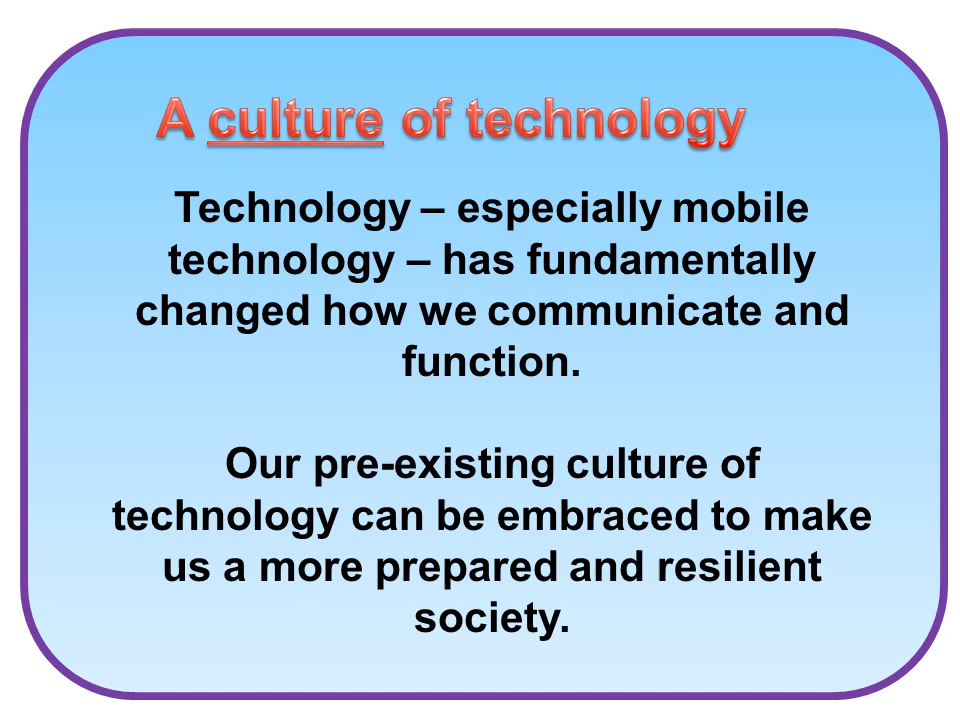 A culture of technology
Technology – especially mobile
technology – has fundamentally
changed how we communicate and
function.
Our pre-existing culture of
technology can be embraced to make
us a more prepared and resilient
society.